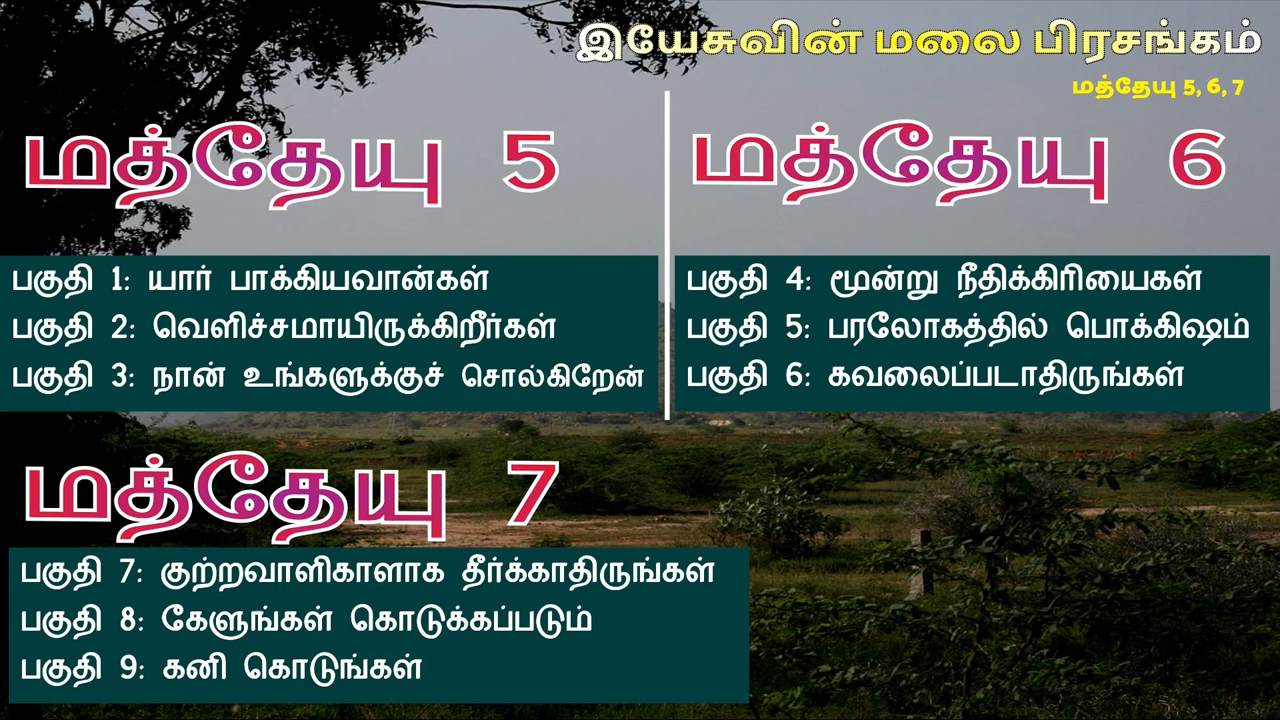 இயேசுவின் மலை பிரசங்கம்
மத்தேயு 5, 6, 7
மத்தேயு 5
பகுதி 1: யார் பாக்கியவான்கள்
பகுதி 2: வெளிச்சமாயிருக்கிறீர்கள்
பகுதி 3: நான் உங்களுக்குச் சொல்கிறேன்
மத்தேயு 6
பகுதி 4: மூன்று நீதிக்கிரியைகள்
பகுதி 5: பரலோகத்தில் பொக்கிஷம்
பகுதி 6: கவலைப்படாதிருங்கள்
மத்தேயு 7
பகுதி 7: குற்றவாளிகாளாக தீர்க்காதிருங்கள்
பகுதி 8: கேளுங்கள் கொடுக்கப்படும்
பகுதி 9: கனி கொடுங்கள்